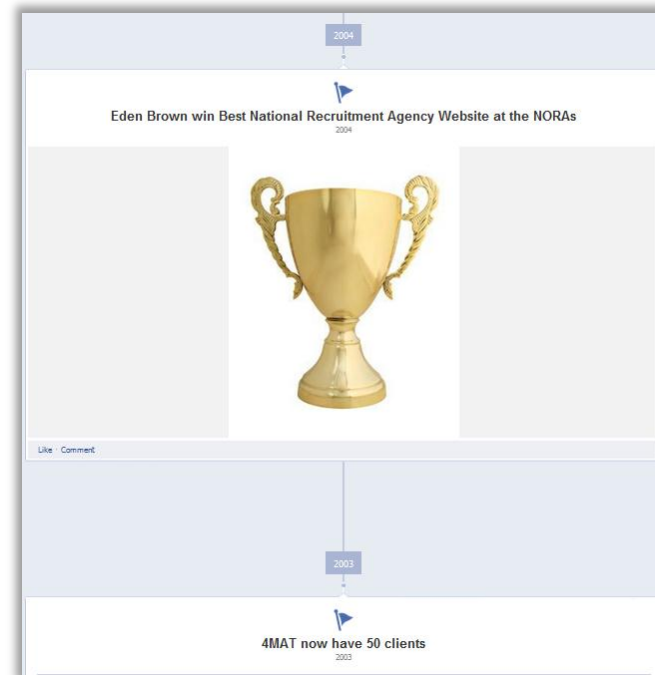 2004
Eden Brown win Best National Recruitment Agency Website at the NORAs
2004
Like · Comment
2003
4MAT now have 50 clients
2003